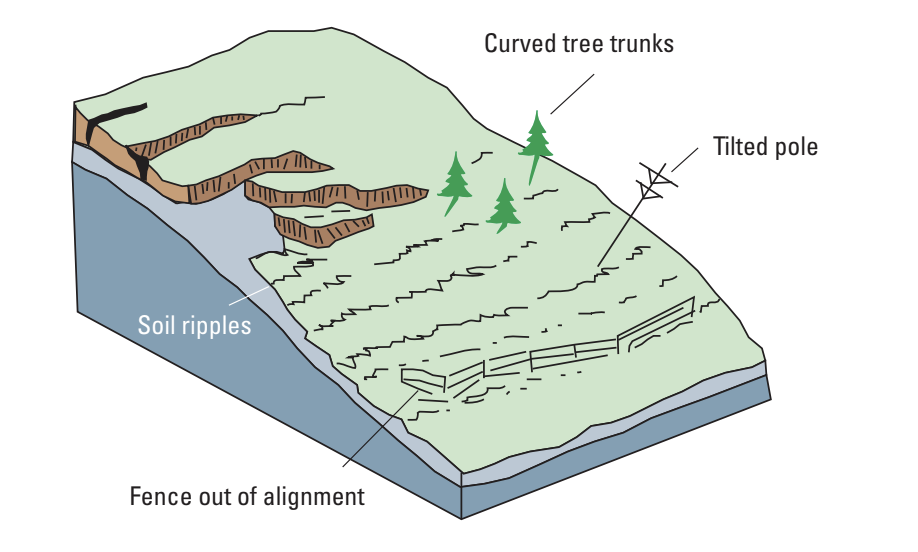 Curved tree trunks
Tilted pole
Soil ripples
Fence out of alignment